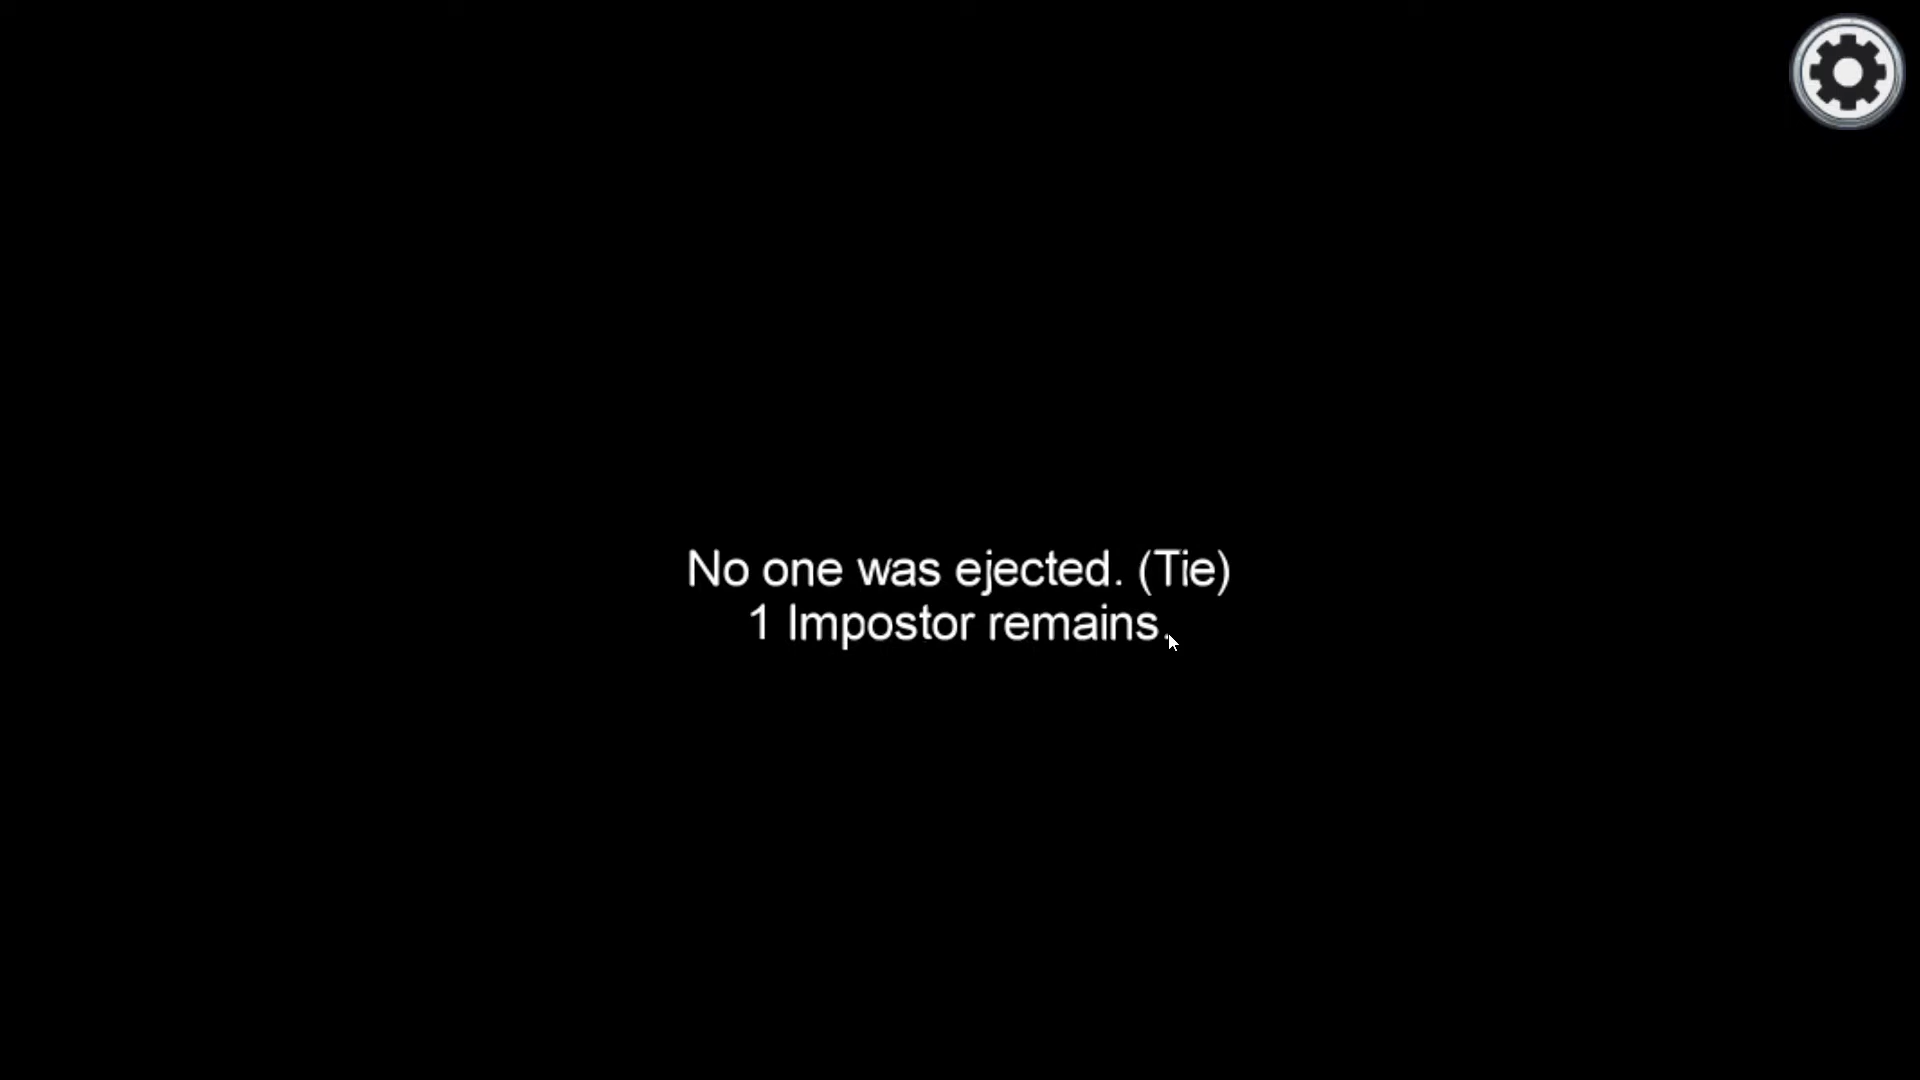 No one was ejected. (Tie)
1 Impostor remains.